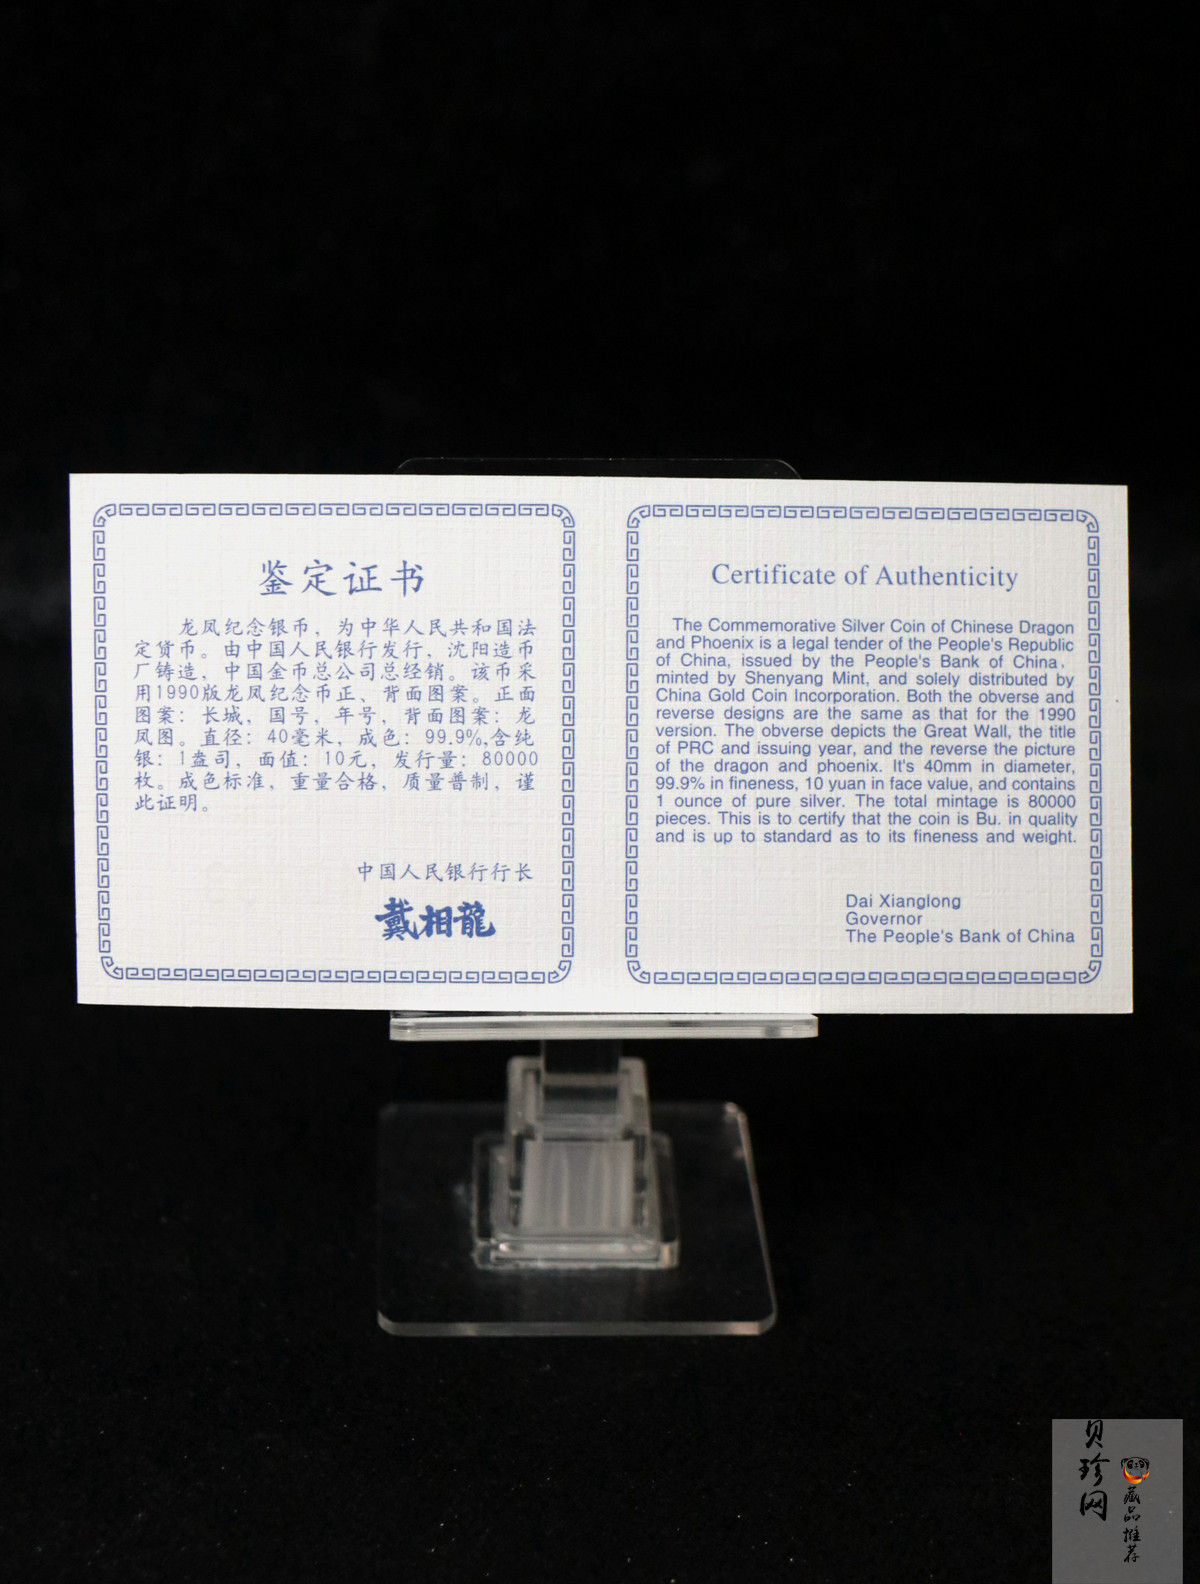 鉴定证书
龙凤纪念银币，为中华人民共和国法
定货币。由中国人民银行发行，沈阳造币
厂铸造，中国金币总公司总经销。该币采
用1990版龙凤纪念币正、背面图案。正面
图案：长城，国号，年号，背面图案：龙
凤图。直径：40毫米，成色：99.9%,含纯
银：1盎司，面值：10元，发行量：80000
枚。成色标准，重量合格，质量普制，谨
此证明。
中国人民银行行长
戴相龍
Certificate of Authenticity
The Commemorative Silver Coin of Chinese Dragon
and Phoenix is a legal tender of the People's Republic
of China, issued by the People's Bank of China,
minted by Shenyang Mint, and solely distributed by
China Gold Coin Incorporation. Both the obverse and
reverse designs are the same as that for the 1990
version. The obverse depicts the Great Wall, the title
of PRC and issuing year, and the reverse the picture
of the dragon and phoenix. It's 40mm in diameter,
99.9% in fineness, 10 yuan in face value, and contains
1 ounce of pure silver. The total mintage is 80000
pieces. This is to certify that the coin is Bu. in quality
and is up to standard as to its fineness and weight.
Dai Xianglong
Governor
The People's Bank of China
贝珍网
藏品推荐